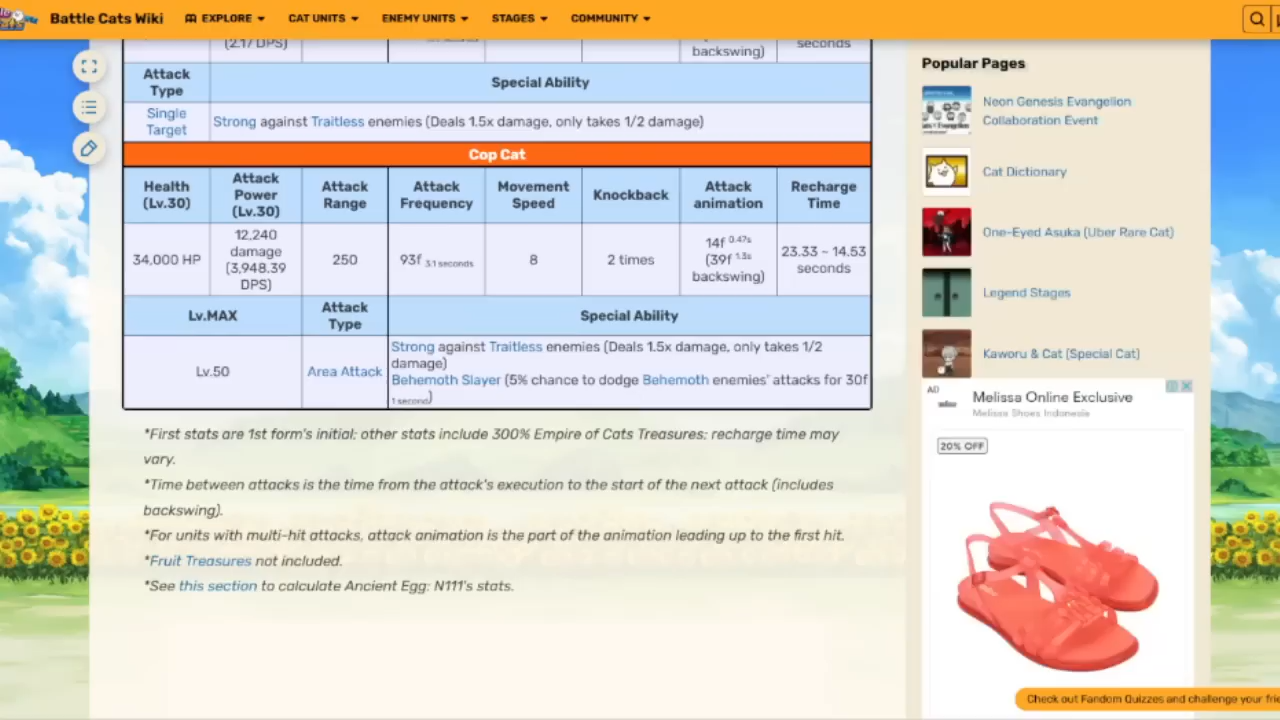 Battle Cats Wiki
EXPLORE
CAT UNITS
ENEMY UNITS
STAGES
COMMUNITY
(2.17 DPS)
backswing)
seconds
Attack
Type
Special Ability
Single
Target
Strong against Traitless enemies (Deals 1.5x damage, only takes 1/2 damage)
Cop Cat
Health
(Lv.30)
Attack
Power
(Lv.30)
Attack
Range
Attack
Frequency
Movement
Speed
Knockback
Attack
animation
Recharge
Time
34,000 HP
12,240
damage
(3,948.39
DPS)
250
93f 3.1 seconds
8
2 times
14f 0.47s
(39f 1.3s
backswing)
23.33 ~ 14.53
seconds
Lv.MAX
Attack
Type
Special Ability
Lv.50
Area Attack
Strong against Traitless enemies (Deals 1.5x damage, only takes 1/2
damage)
Behemoth Slayer (5% chance to dodge Behemoth enemies' attacks for 30f
1 second)
*First stats are 1st form's initial; other stats include 300% Empire of Cats Treasures; recharge time may
vary.
*Time between attacks is the time from the attack's execution to the start of the next attack (includes
backswing).
*For units with multi-hit attacks, attack animation is the part of the animation leading up to the first hit.
*Fruit Treasures not included.
*See this section to calculate Ancient Egg: N111's stats.
Popular Pages
Neon Genesis Evangelion
Collaboration Event
Cat Dictionary
One-Eyed Asuka (Uber Rare Cat)
Legend Stages
Kaworu & Cat (Special Cat)
AD
Melissa Online Exclusive
Melissa Shoes Indonesia
20% OFF
Check out Fandom Quizzes and challenge your frie